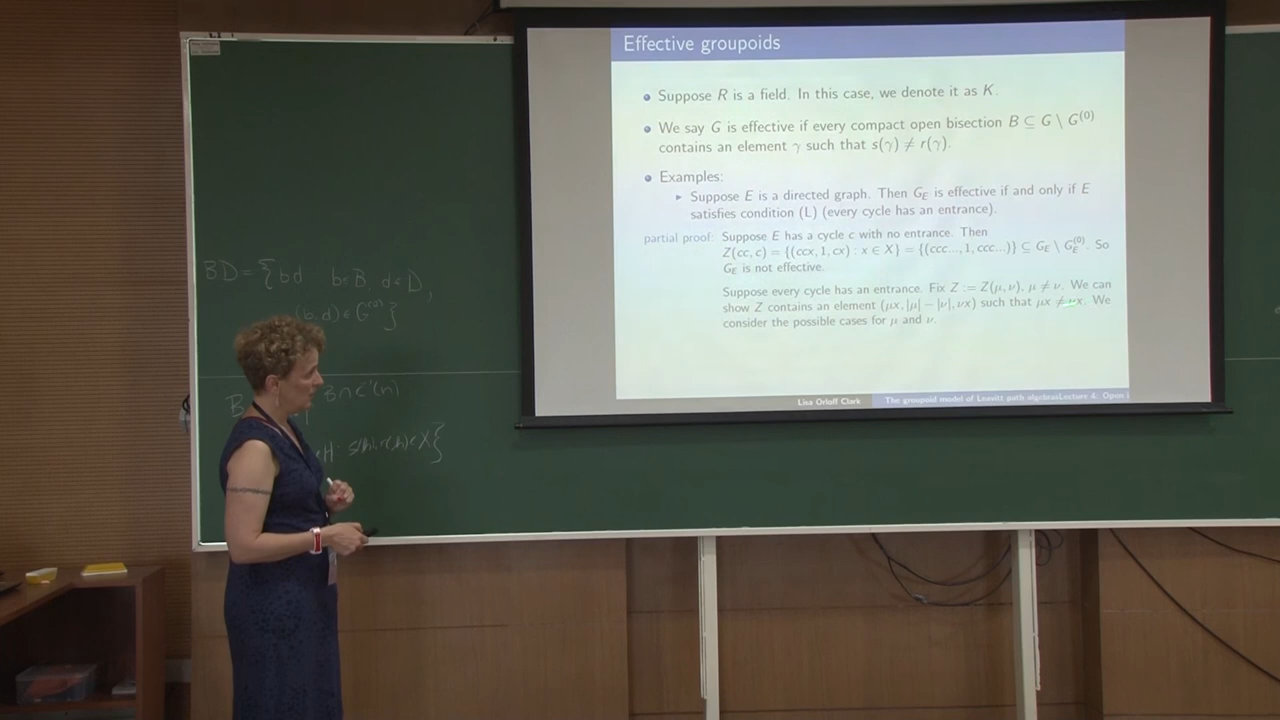 Effective groupoids
• Suppose R is a field. In this case, we denote it as K.
• We say G is effective if every compact open bisection B ⊆ G \ G⁽⁰⁾
contains an element γ such that s(γ) ≠ r(γ).
• Examples:
▸ Suppose E is a directed graph. Then G_E is effective if and only if E
satisfies condition (L) (every cycle has an entrance).
partial proof: Suppose E has a cycle c with no entrance. Then
Z(cc, c) = {(ccx, 1, cx) : x ∈ X} = {(ccc..., 1, ccc...)} ⊆ G_E \ G_E⁽⁰⁾. So
G_E is not effective.
Suppose every cycle has an entrance. Fix Z := Z(μ, ν), μ ≠ ν. We can
show Z contains an element (μx, |μ| − |ν|, νx) such that μx ≠ νx. We
consider the possible cases for μ and ν.
Lisa Orloff Clark The groupoid model of Leavitt path algebrasLecture 4: Open
BD = {bd b∈B, d∈D,
(b,d) ∈ G⁽²⁾}
B